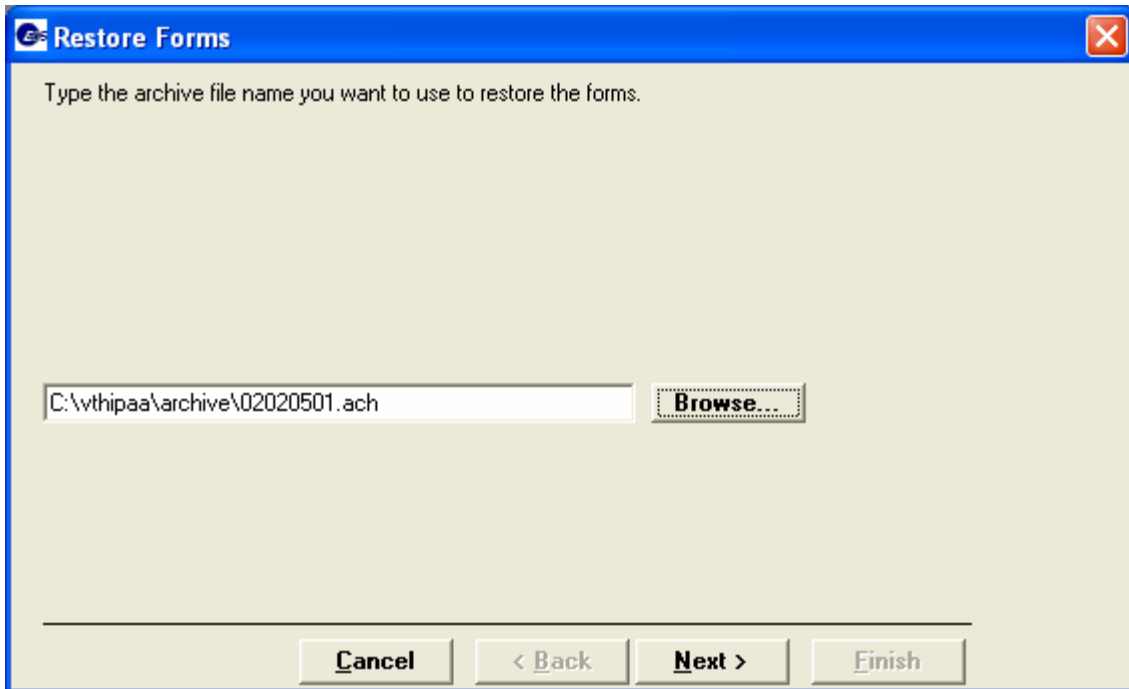 Restore Forms
Type the archive file name you want to use to restore the forms.
C:\vthipaa\archive\02020501.ach
Browse...
Cancel
< Back
Next >
Finish